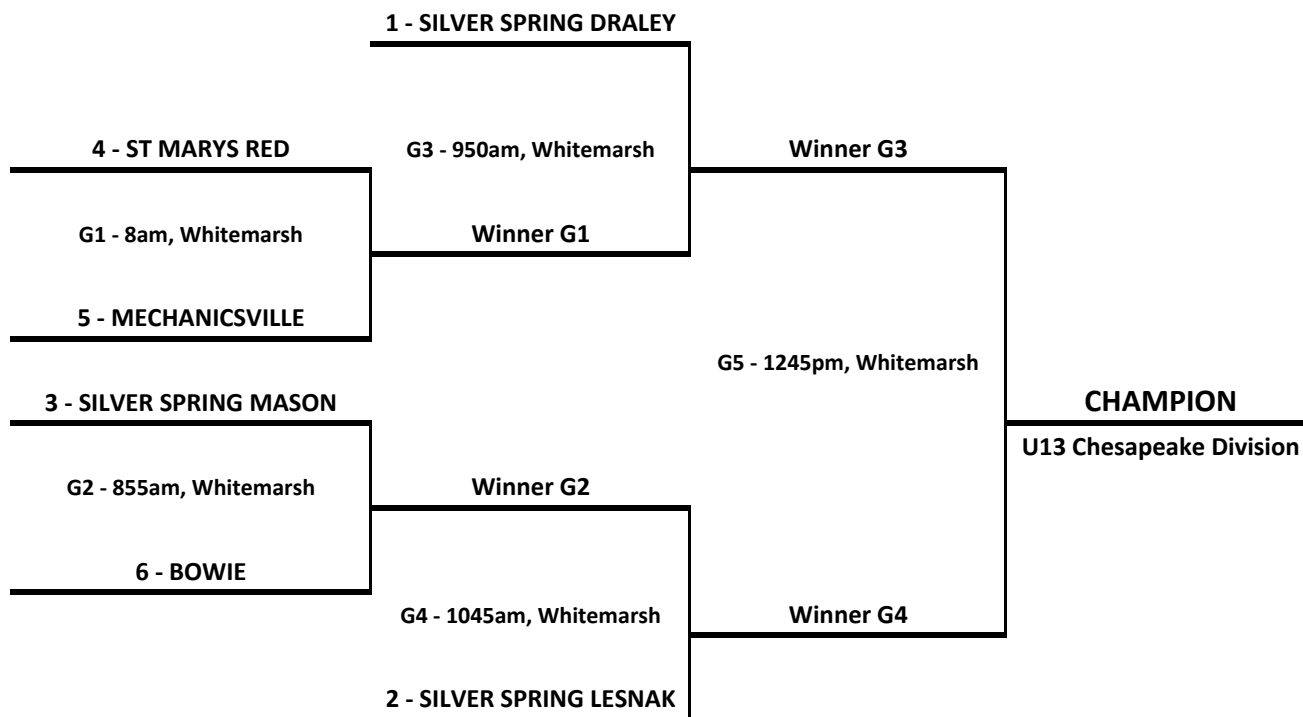 1 - SILVER SPRING DRALEY
4 - ST MARYS RED
G3 - 950am, Whitemarsh
Winner G3
G1 - 8am, Whitemarsh
Winner G1
5 - MECHANICSVILLE
G5 - 1245pm, Whitemarsh
3 - SILVER SPRING MASON
CHAMPION
U13 Chesapeake Division
G2 - 855am, Whitemarsh
Winner G2
6 - BOWIE
G4 - 1045am, Whitemarsh
Winner G4
2 - SILVER SPRING LESNAK